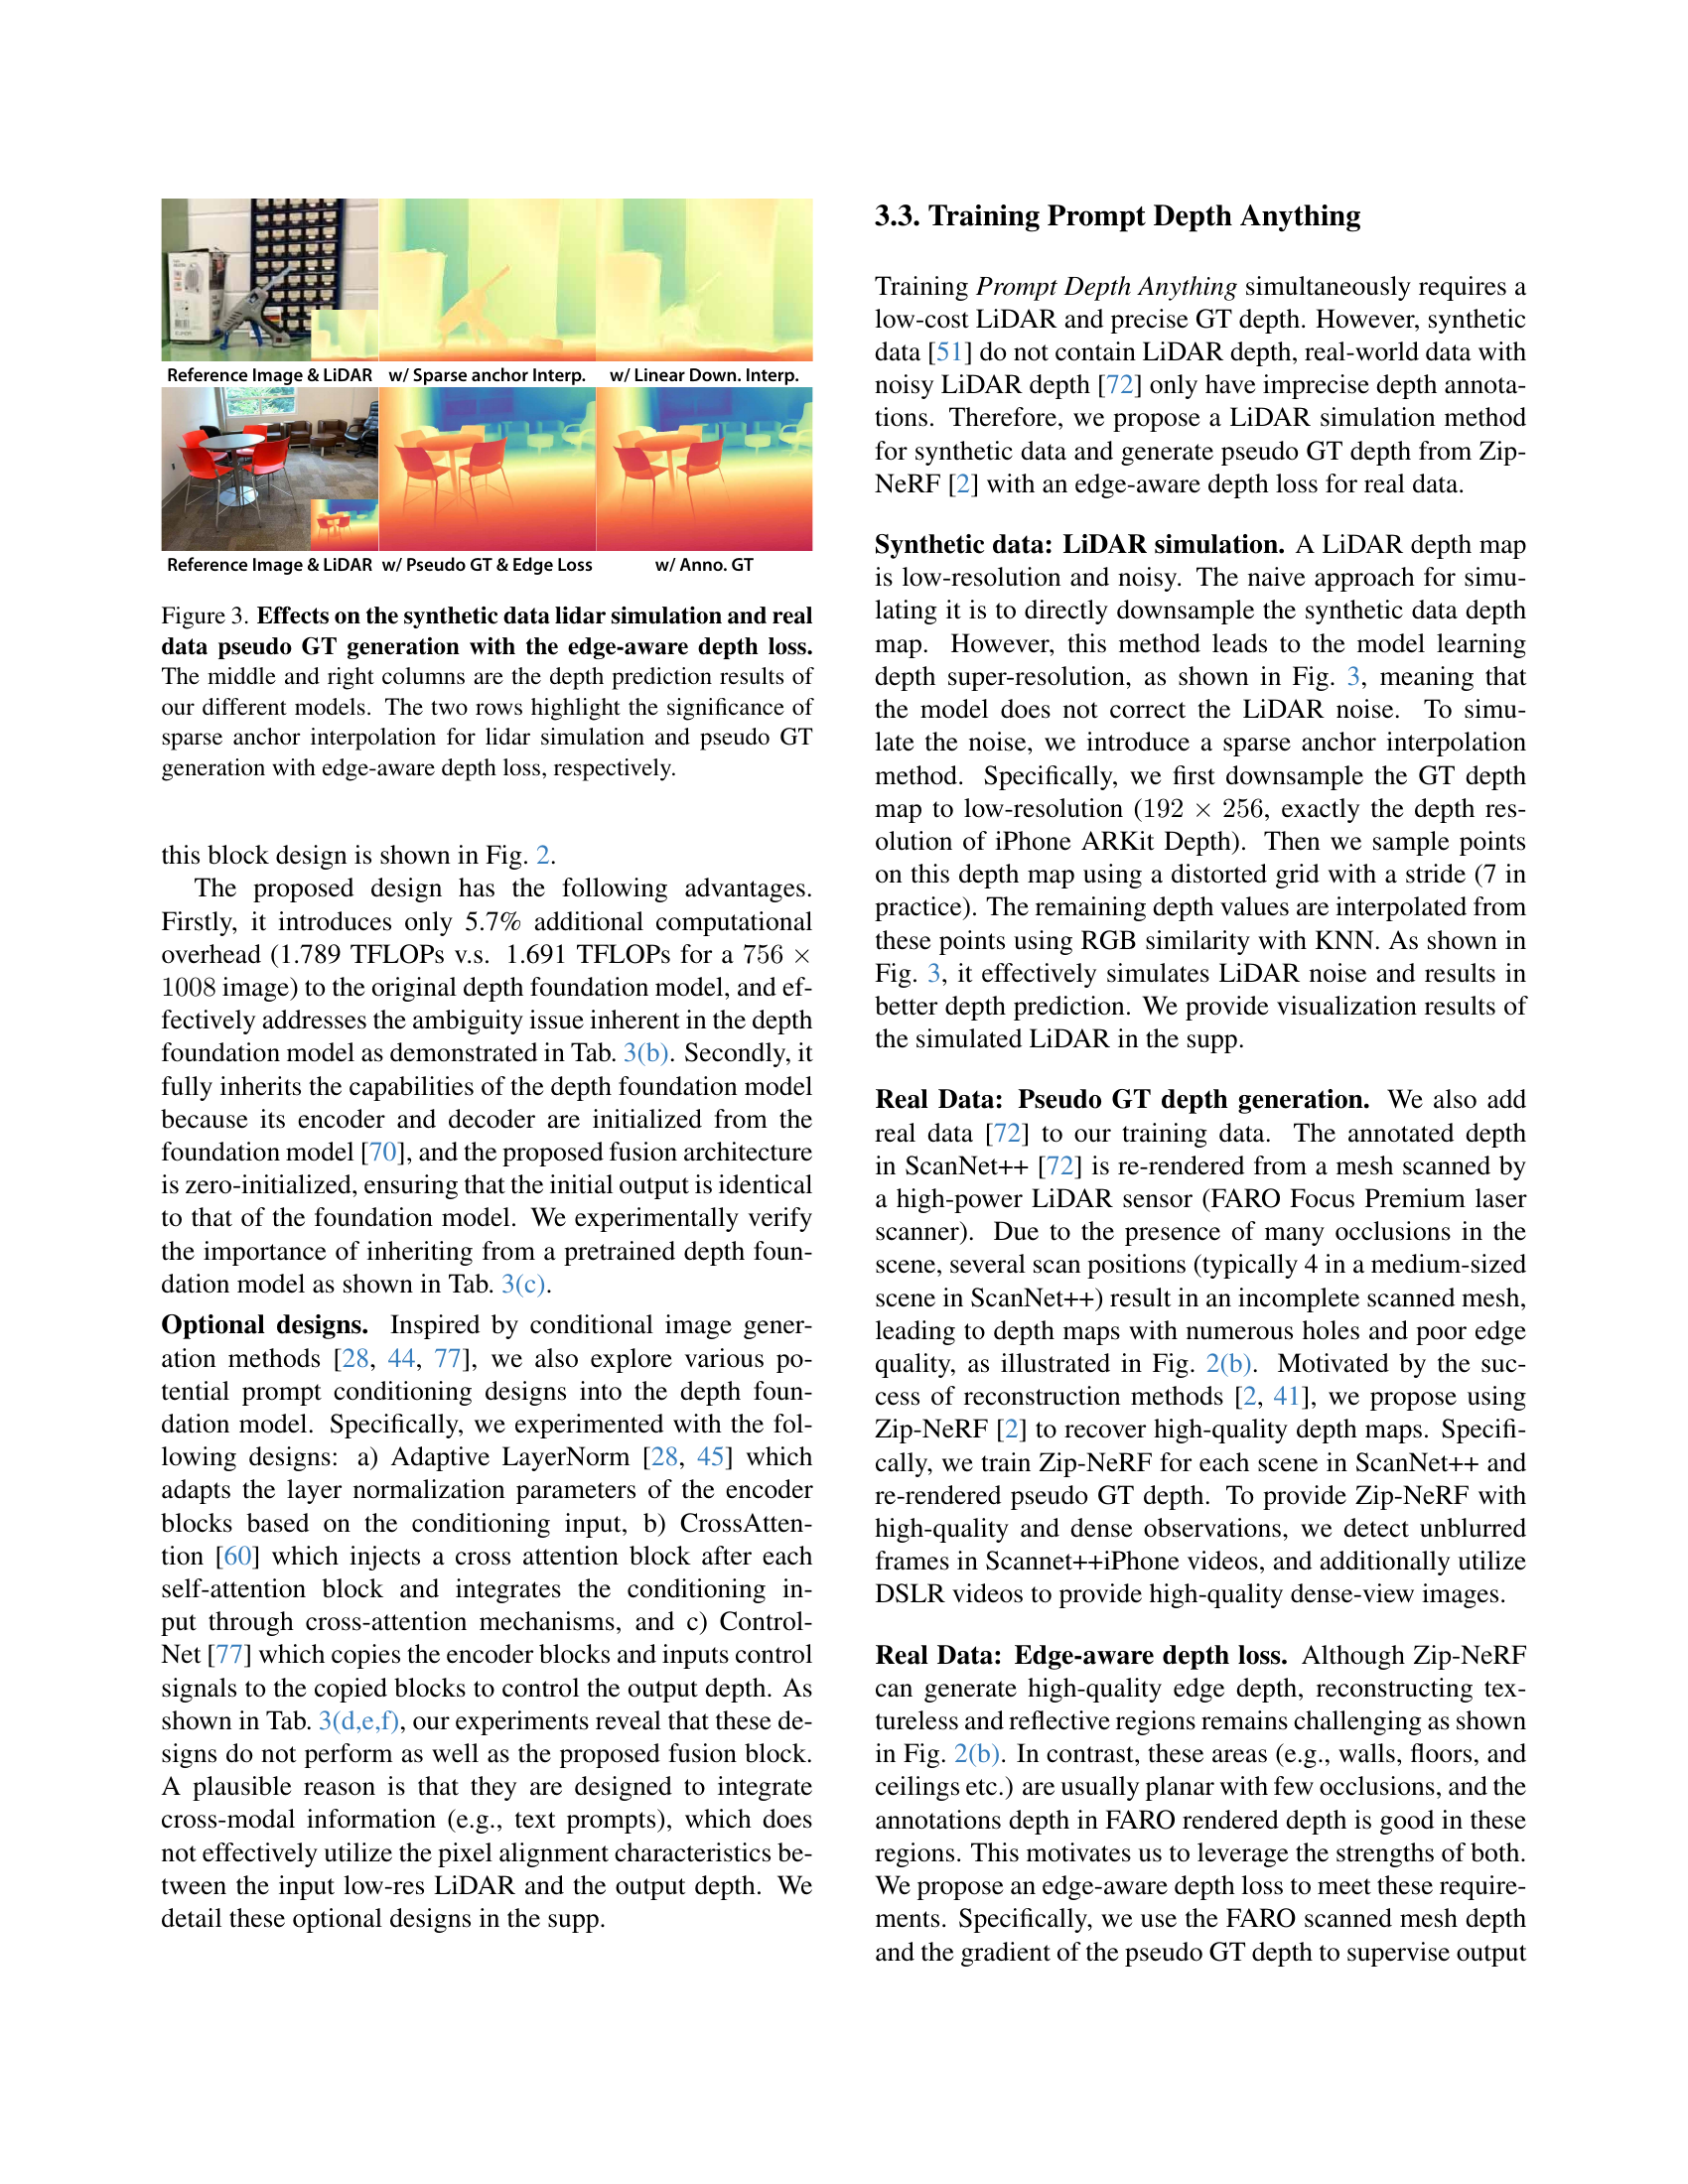 Reference Image & LiDAR w/ Sparse anchor Interp. w/ Linear Down. Interp.
Reference Image & LiDAR w/ Pseudo GT & Edge Loss w/ Anno. GT
Figure 3. Effects on the synthetic data lidar simulation and real
data pseudo GT generation with the edge-aware depth loss.
The middle and right columns are the depth prediction results of
our different models. The two rows highlight the significance of
sparse anchor interpolation for lidar simulation and pseudo GT
generation with edge-aware depth loss, respectively.
this block design is shown in Fig. 2.
The proposed design has the following advantages.
Firstly, it introduces only 5.7% additional computational
overhead (1.789 TFLOPs v.s. 1.691 TFLOPs for a 756 ×
1008 image) to the original depth foundation model, and ef-
fectively addresses the ambiguity issue inherent in the depth
foundation model as demonstrated in Tab. 3(b). Secondly, it
fully inherits the capabilities of the depth foundation model
because its encoder and decoder are initialized from the
foundation model [70], and the proposed fusion architecture
is zero-initialized, ensuring that the initial output is identical
to that of the foundation model. We experimentally verify
the importance of inheriting from a pretrained depth foun-
dation model as shown in Tab. 3(c).
Optional designs. Inspired by conditional image gener-
ation methods [28, 44, 77], we also explore various po-
tential prompt conditioning designs into the depth foun-
dation model. Specifically, we experimented with the fol-
lowing designs: a) Adaptive LayerNorm [28, 45] which
adapts the layer normalization parameters of the encoder
blocks based on the conditioning input, b) CrossAtten-
tion [60] which injects a cross attention block after each
self-attention block and integrates the conditioning in-
put through cross-attention mechanisms, and c) Control-
Net [77] which copies the encoder blocks and inputs control
signals to the copied blocks to control the output depth. As
shown in Tab. 3(d,e,f), our experiments reveal that these de-
signs do not perform as well as the proposed fusion block.
A plausible reason is that they are designed to integrate
cross-modal information (e.g., text prompts), which does
not effectively utilize the pixel alignment characteristics be-
tween the input low-res LiDAR and the output depth. We
detail these optional designs in the supp.
3.3. Training Prompt Depth Anything
Training Prompt Depth Anything simultaneously requires a
low-cost LiDAR and precise GT depth. However, synthetic
data [51] do not contain LiDAR depth, real-world data with
noisy LiDAR depth [72] only have imprecise depth annota-
tions. Therefore, we propose a LiDAR simulation method
for synthetic data and generate pseudo GT depth from Zip-
NeRF [2] with an edge-aware depth loss for real data.
Synthetic data: LiDAR simulation. A LiDAR depth map
is low-resolution and noisy. The naive approach for simu-
lating it is to directly downsample the synthetic data depth
map. However, this method leads to the model learning
depth super-resolution, as shown in Fig. 3, meaning that
the model does not correct the LiDAR noise. To simu-
late the noise, we introduce a sparse anchor interpolation
method. Specifically, we first downsample the GT depth
map to low-resolution (192 × 256, exactly the depth res-
olution of iPhone ARKit Depth). Then we sample points
on this depth map using a distorted grid with a stride (7 in
practice). The remaining depth values are interpolated from
these points using RGB similarity with KNN. As shown in
Fig. 3, it effectively simulates LiDAR noise and results in
better depth prediction. We provide visualization results of
the simulated LiDAR in the supp.
Real Data: Pseudo GT depth generation. We also add
real data [72] to our training data. The annotated depth
in ScanNet++ [72] is re-rendered from a mesh scanned by
a high-power LiDAR sensor (FARO Focus Premium laser
scanner). Due to the presence of many occlusions in the
scene, several scan positions (typically 4 in a medium-sized
scene in ScanNet++) result in an incomplete scanned mesh,
leading to depth maps with numerous holes and poor edge
quality, as illustrated in Fig. 2(b). Motivated by the suc-
cess of reconstruction methods [2, 41], we propose using
Zip-NeRF [2] to recover high-quality depth maps. Specifi-
cally, we train Zip-NeRF for each scene in ScanNet++ and
re-rendered pseudo GT depth. To provide Zip-NeRF with
high-quality and dense observations, we detect unblurred
frames in Scannet++iPhone videos, and additionally utilize
DSLR videos to provide high-quality dense-view images.
Real Data: Edge-aware depth loss. Although Zip-NeRF
can generate high-quality edge depth, reconstructing tex-
tureless and reflective regions remains challenging as shown
in Fig. 2(b). In contrast, these areas (e.g., walls, floors, and
ceilings etc.) are usually planar with few occlusions, and the
annotations depth in FARO rendered depth is good in these
regions. This motivates us to leverage the strengths of both.
We propose an edge-aware depth loss to meet these require-
ments. Specifically, we use the FARO scanned mesh depth
and the gradient of the pseudo GT depth to supervise output